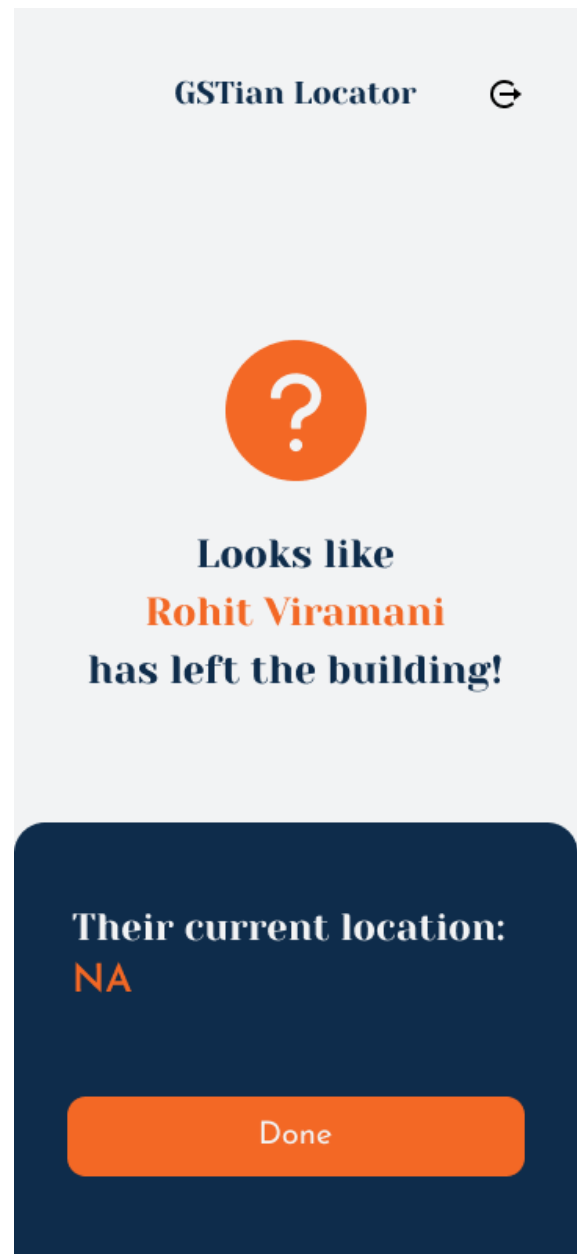 GSTian Locator
?
Looks like
Rohit Viramani
has left the building!
Their current location:
NA
Done